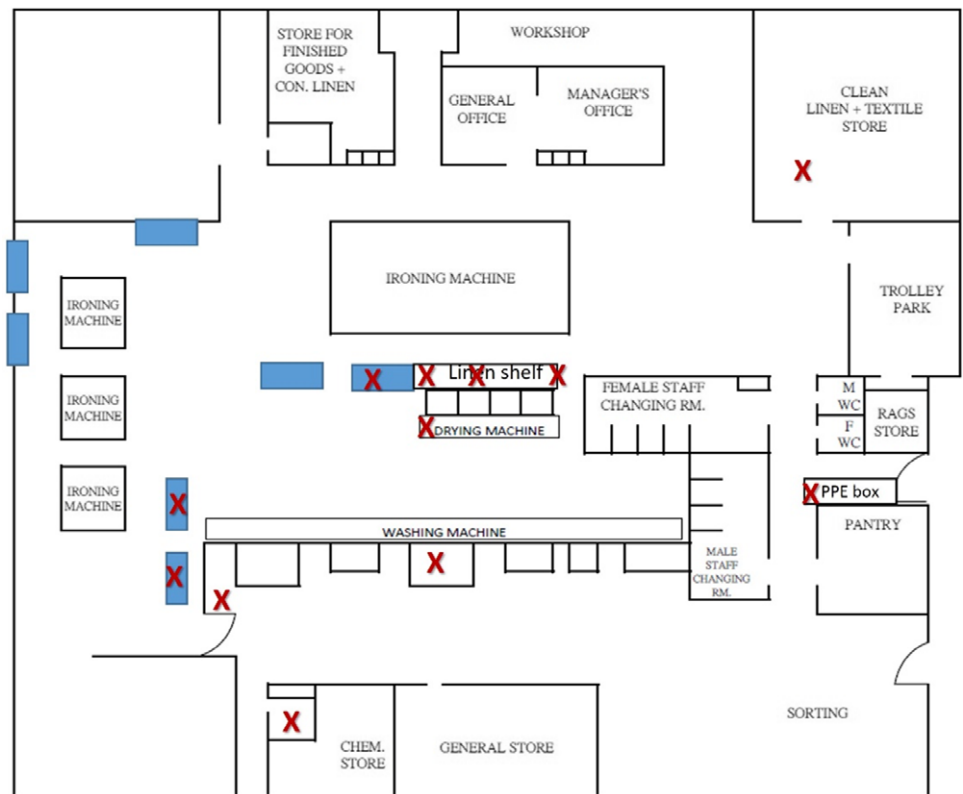 STORE FOR
FINISHED
GOODS +
CON. LINEN
WORKSHOP
GENERAL
OFFICE
MANAGER'S
OFFICE
CLEAN
LINEN + TEXTILE
STORE
X
IRONING MACHINE
TROLLEY
PARK
IRONING
MACHINE
X
X
Linen shelf
X
X
IRONING
MACHINE
FEMALE STAFF
CHANGING RM.
M
WC
F
WC
RAGS
STORE
X
DRYING MACHINE
IRONING
MACHINE
X
X
PPE box
WASHING MACHINE
PANTRY
X
X
X
MALE
STAFF
CHANGING
RM.
X
CHEM.
STORE
GENERAL STORE
SORTING